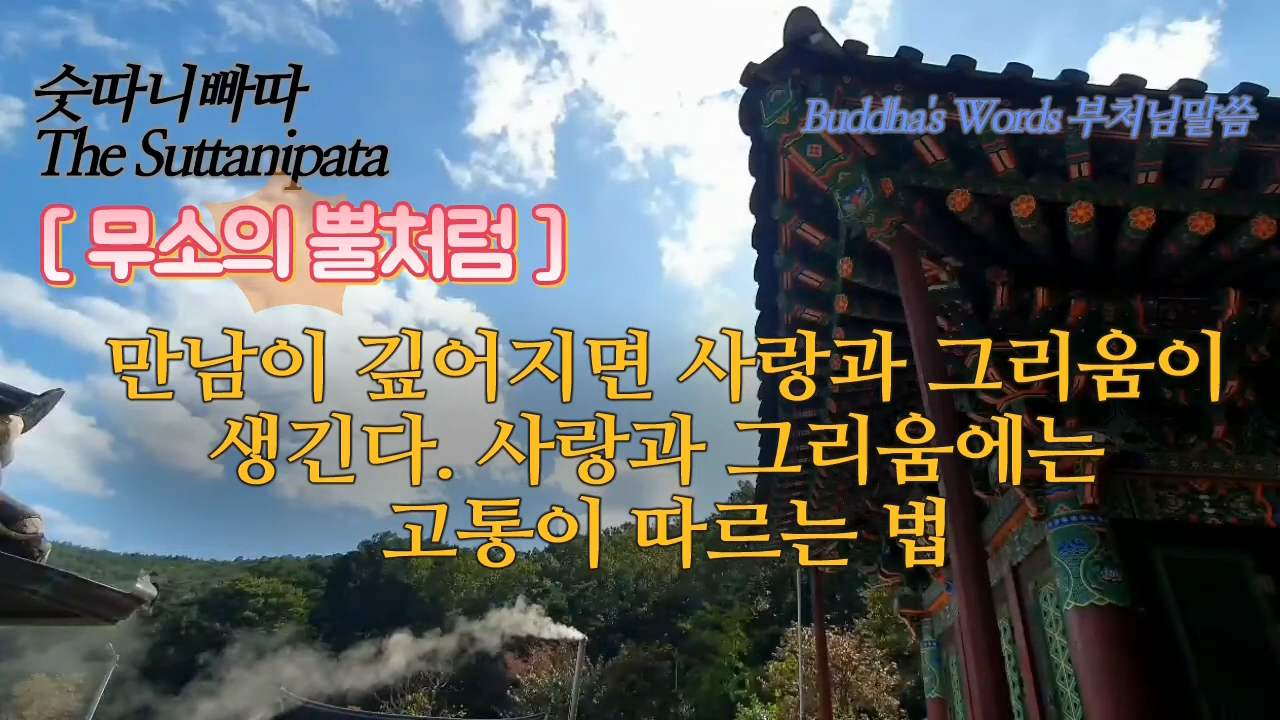 숫따니빠따
The Suttanipata
Buddha's Words 부처님말씀
[ 무소의 뿔처럼 ]
만남이 깊어지면 사랑과 그리움이
생긴다. 사랑과 그리움에는
고통이 따르는 법